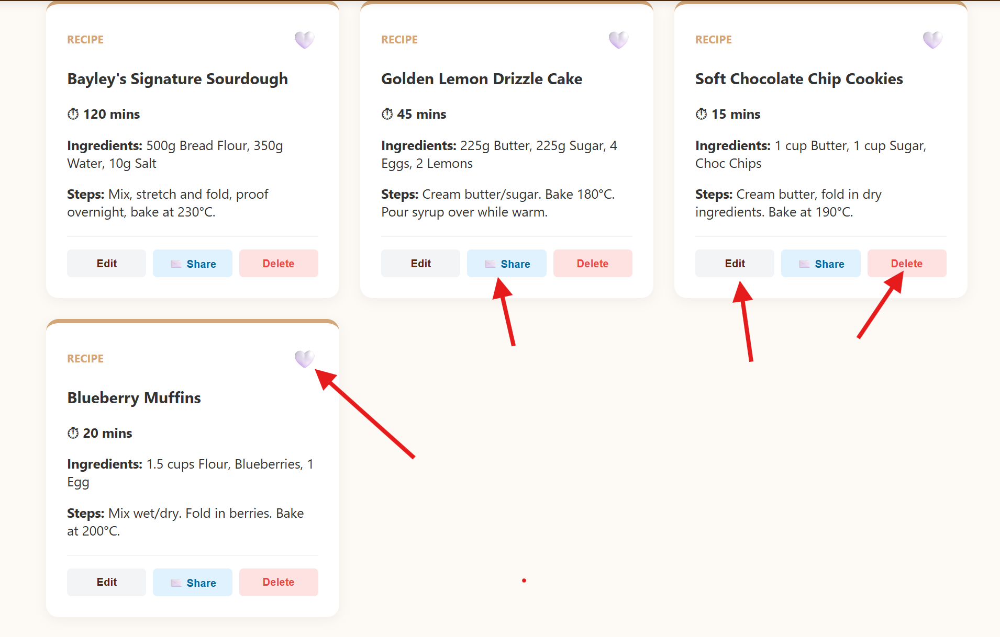 RECIPE
Bayley's Signature Sourdough
⏱ 120 mins
Ingredients: 500g Bread Flour, 350g
Water, 10g Salt
Steps: Mix, stretch and fold, proof
overnight, bake at 230°C.
Edit
Share
Delete
RECIPE
Golden Lemon Drizzle Cake
⏱ 45 mins
Ingredients: 225g Butter, 225g Sugar, 4
Eggs, 2 Lemons
Steps: Cream butter/sugar. Bake 180°C.
Pour syrup over while warm.
Edit
Share
Delete
RECIPE
Soft Chocolate Chip Cookies
⏱ 15 mins
Ingredients: 1 cup Butter, 1 cup Sugar,
Choc Chips
Steps: Cream butter, fold in dry
ingredients. Bake at 190°C.
Edit
Share
Delete
RECIPE
Blueberry Muffins
⏱ 20 mins
Ingredients: 1.5 cups Flour, Blueberries, 1
Egg
Steps: Mix wet/dry. Fold in berries. Bake
at 200°C.
Edit
Share
Delete